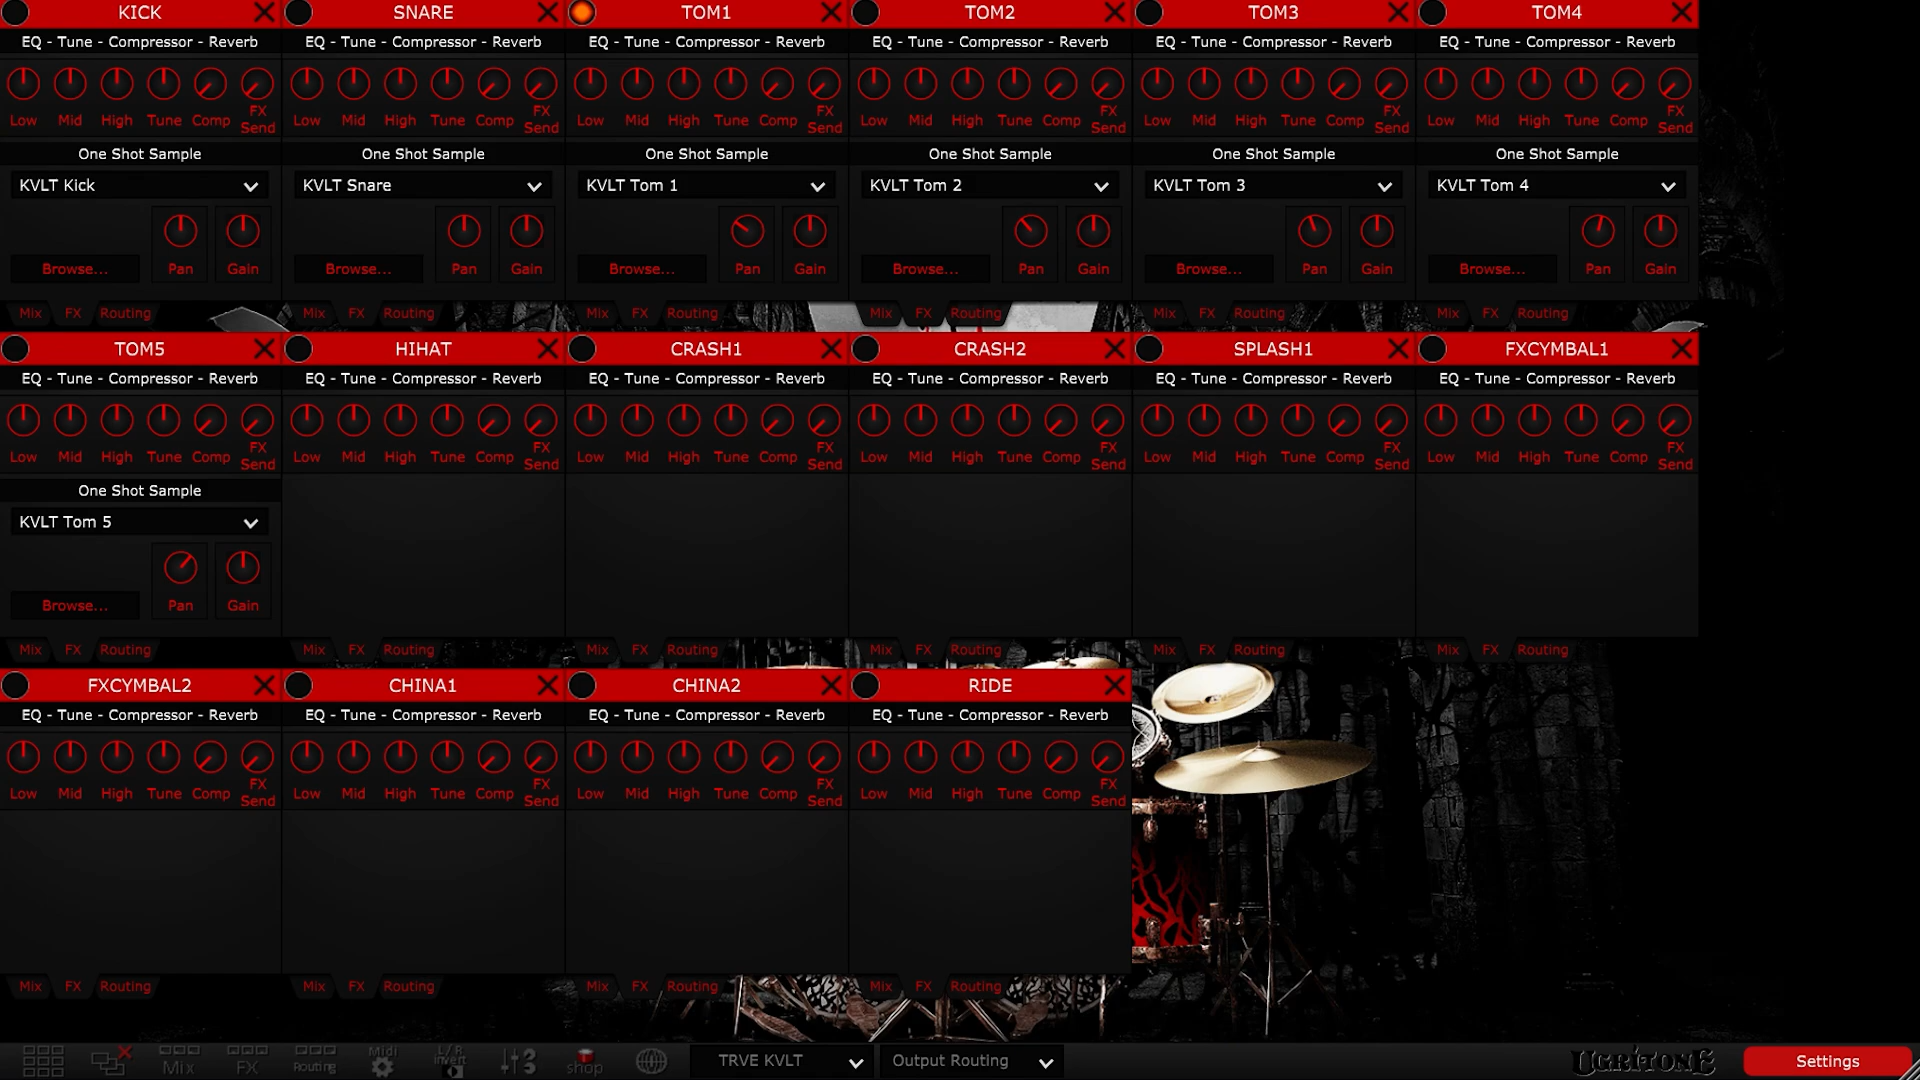 KICK SNARE TOM1 TOM2 TOM3 TOM4
EQ - Tune - Compressor - Reverb EQ - Tune - Compressor - Reverb EQ - Tune - Compressor - Reverb EQ - Tune - Compressor - Reverb EQ - Tune - Compressor - Reverb EQ - Tune - Compressor - Reverb
Low Mid High Tune Comp FX Send Low Mid High Tune Comp FX Send Low Mid High Tune Comp FX Send Low Mid High Tune Comp FX Send Low Mid High Tune Comp FX Send Low Mid High Tune Comp FX Send
One Shot Sample One Shot Sample One Shot Sample One Shot Sample One Shot Sample One Shot Sample
KVLT Kick KVLT Snare KVLT Tom 1 KVLT Tom 2 KVLT Tom 3 KVLT Tom 4
Browse... Pan Gain Browse... Pan Gain Browse... Pan Gain Browse... Pan Gain Browse... Pan Gain Browse... Pan Gain
Mix FX Routing Mix FX Routing Mix FX Routing Mix FX Routing Mix FX Routing Mix FX Routing
TOM5 HIHAT CRASH1 CRASH2 SPLASH1 FXCYMBAL1
EQ - Tune - Compressor - Reverb EQ - Tune - Compressor - Reverb EQ - Tune - Compressor - Reverb EQ - Tune - Compressor - Reverb EQ - Tune - Compressor - Reverb EQ - Tune - Compressor - Reverb
Low Mid High Tune Comp FX Send Low Mid High Tune Comp FX Send Low Mid High Tune Comp FX Send Low Mid High Tune Comp FX Send Low Mid High Tune Comp FX Send Low Mid High Tune Comp FX Send
One Shot Sample
KVLT Tom 5
Browse... Pan Gain
Mix FX Routing Mix FX Routing Mix FX Routing Mix FX Routing Mix FX Routing Mix FX Routing
FXCYMBAL2 CHINA1 CHINA2 RIDE
EQ - Tune - Compressor - Reverb EQ - Tune - Compressor - Reverb EQ - Tune - Compressor - Reverb EQ - Tune - Compressor - Reverb
Low Mid High Tune Comp FX Send Low Mid High Tune Comp FX Send Low Mid High Tune Comp FX Send Low Mid High Tune Comp FX Send
Mix FX Routing Mix FX Routing Mix FX Routing Mix FX Routing
Mix FX Routing Midi L/R Invert shop TRVE KVLT Output Routing UGRITONE Settings